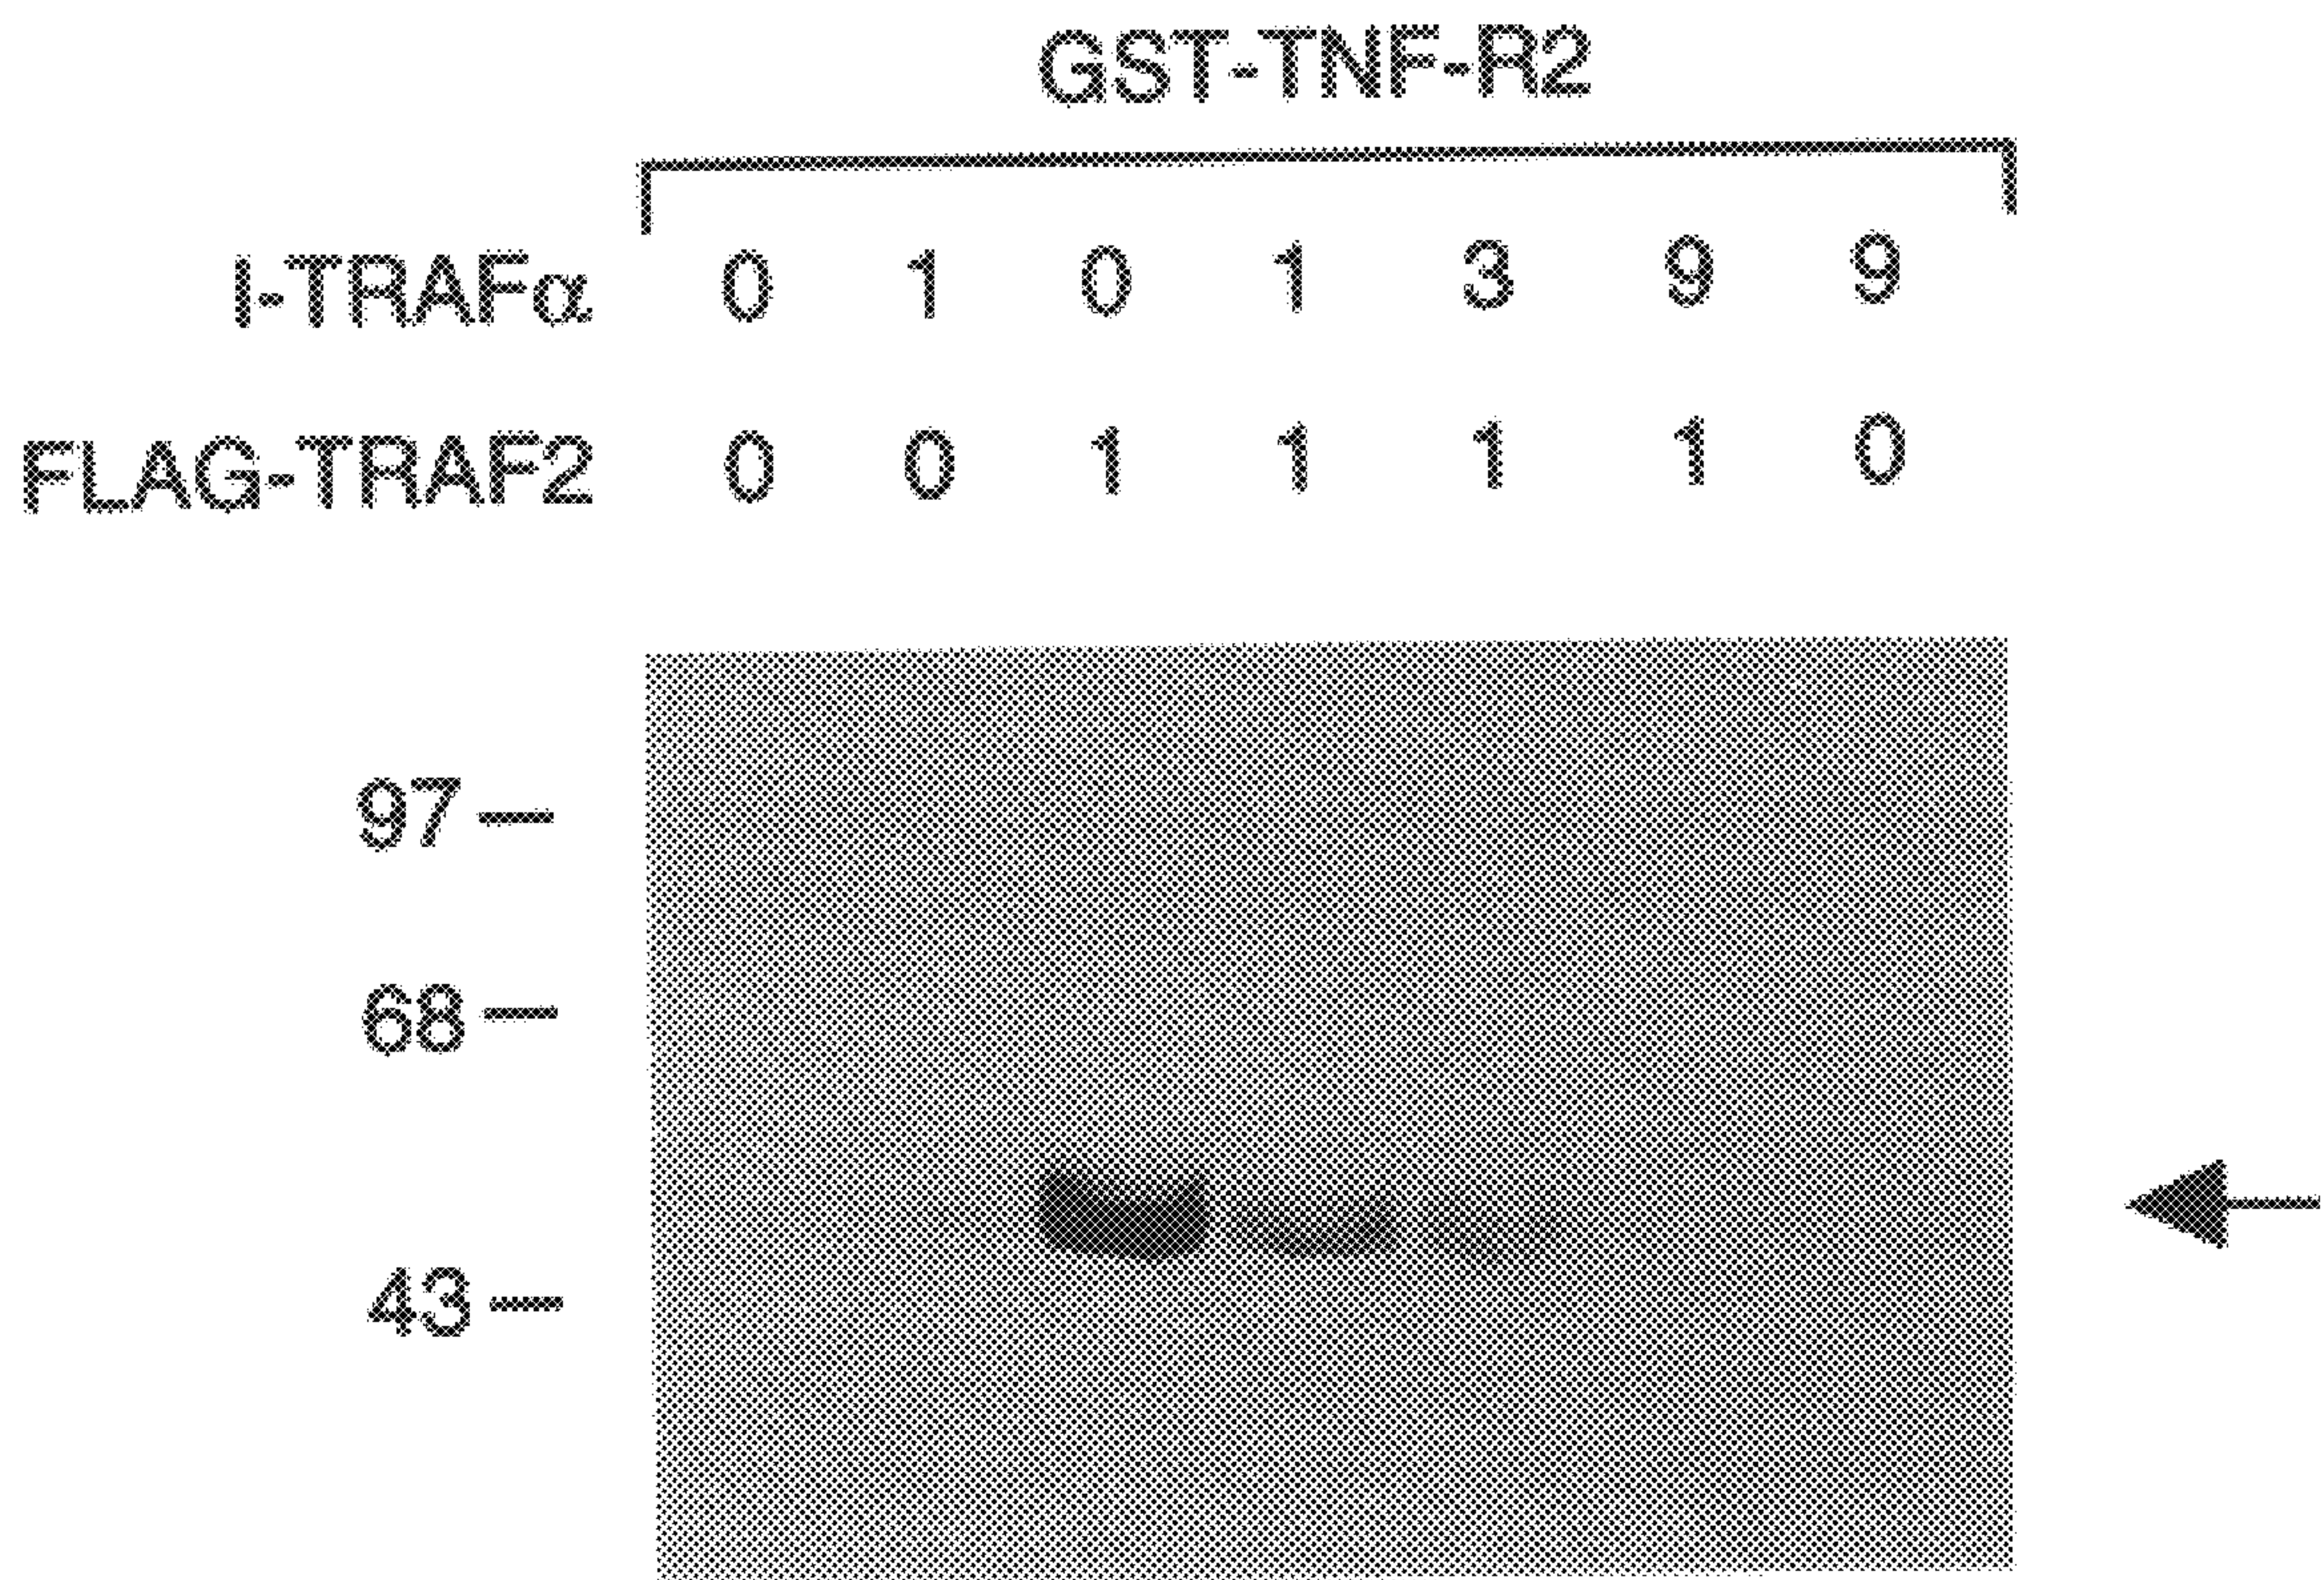 GST-TNF-R2
I-TRAFα 0 1 0 1 3 9 9
FLAG-TRAF2 0 0 1 1 1 1 0
97
68
43